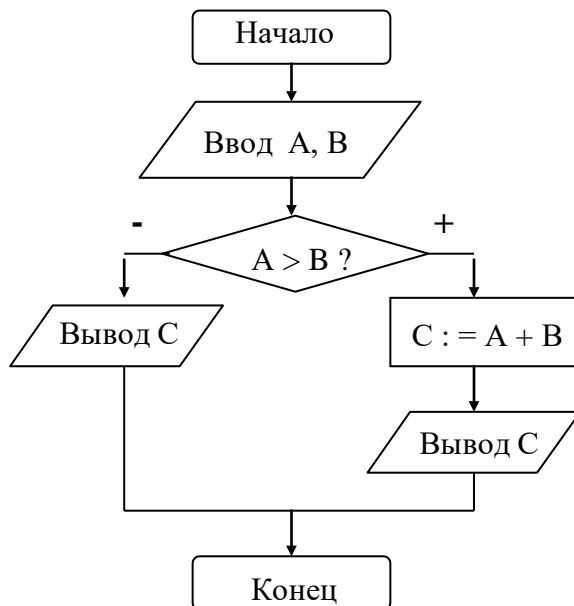 Начало
Ввод А, В
- +
А > В ?
Вывод С
С : = А + В
Вывод С
Конец